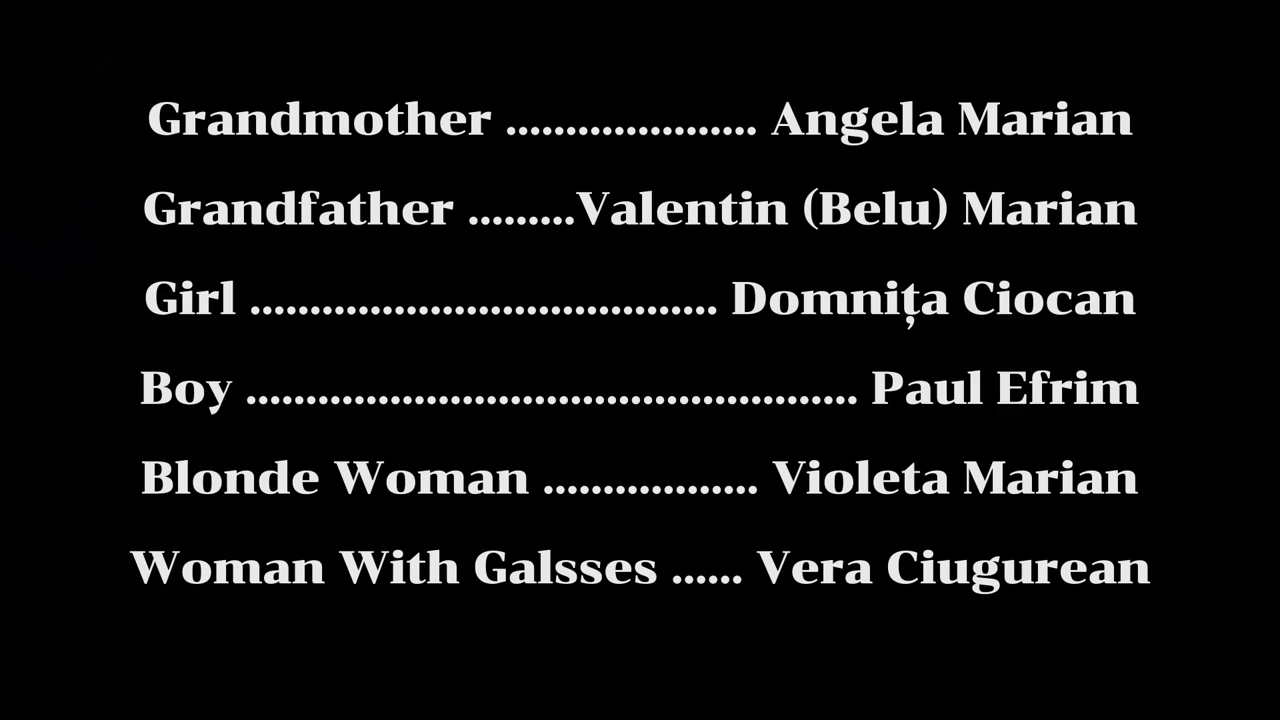 Grandmother ..................... Angela Marian
Grandfather .........Valentin (Belu) Marian
Girl ....................................... Domnița Ciocan
Boy ................................................... Paul Efrim
Blonde Woman .................. Violeta Marian
Woman With Galsses ...... Vera Ciugurean